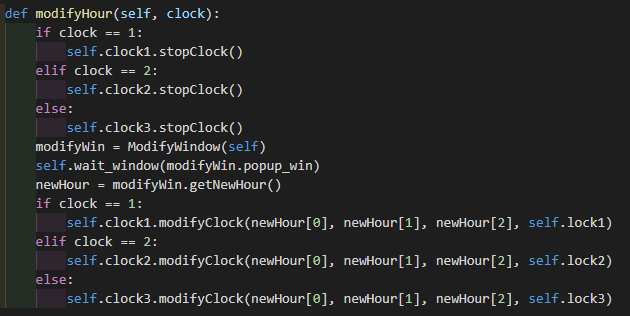 def modifyHour(self, clock):
    if clock == 1:
        self.clock1.stopClock()
    elif clock == 2:
        self.clock2.stopClock()
    else:
        self.clock3.stopClock()
    modifyWin = ModifyWindow(self)
    self.wait_window(modifyWin.popup_win)
    newHour = modifyWin.getNewHour()
    if clock == 1:
        self.clock1.modifyClock(newHour[0], newHour[1], newHour[2], self.lock1)
    elif clock == 2:
        self.clock2.modifyClock(newHour[0], newHour[1], newHour[2], self.lock2)
    else:
        self.clock3.modifyClock(newHour[0], newHour[1], newHour[2], self.lock3)